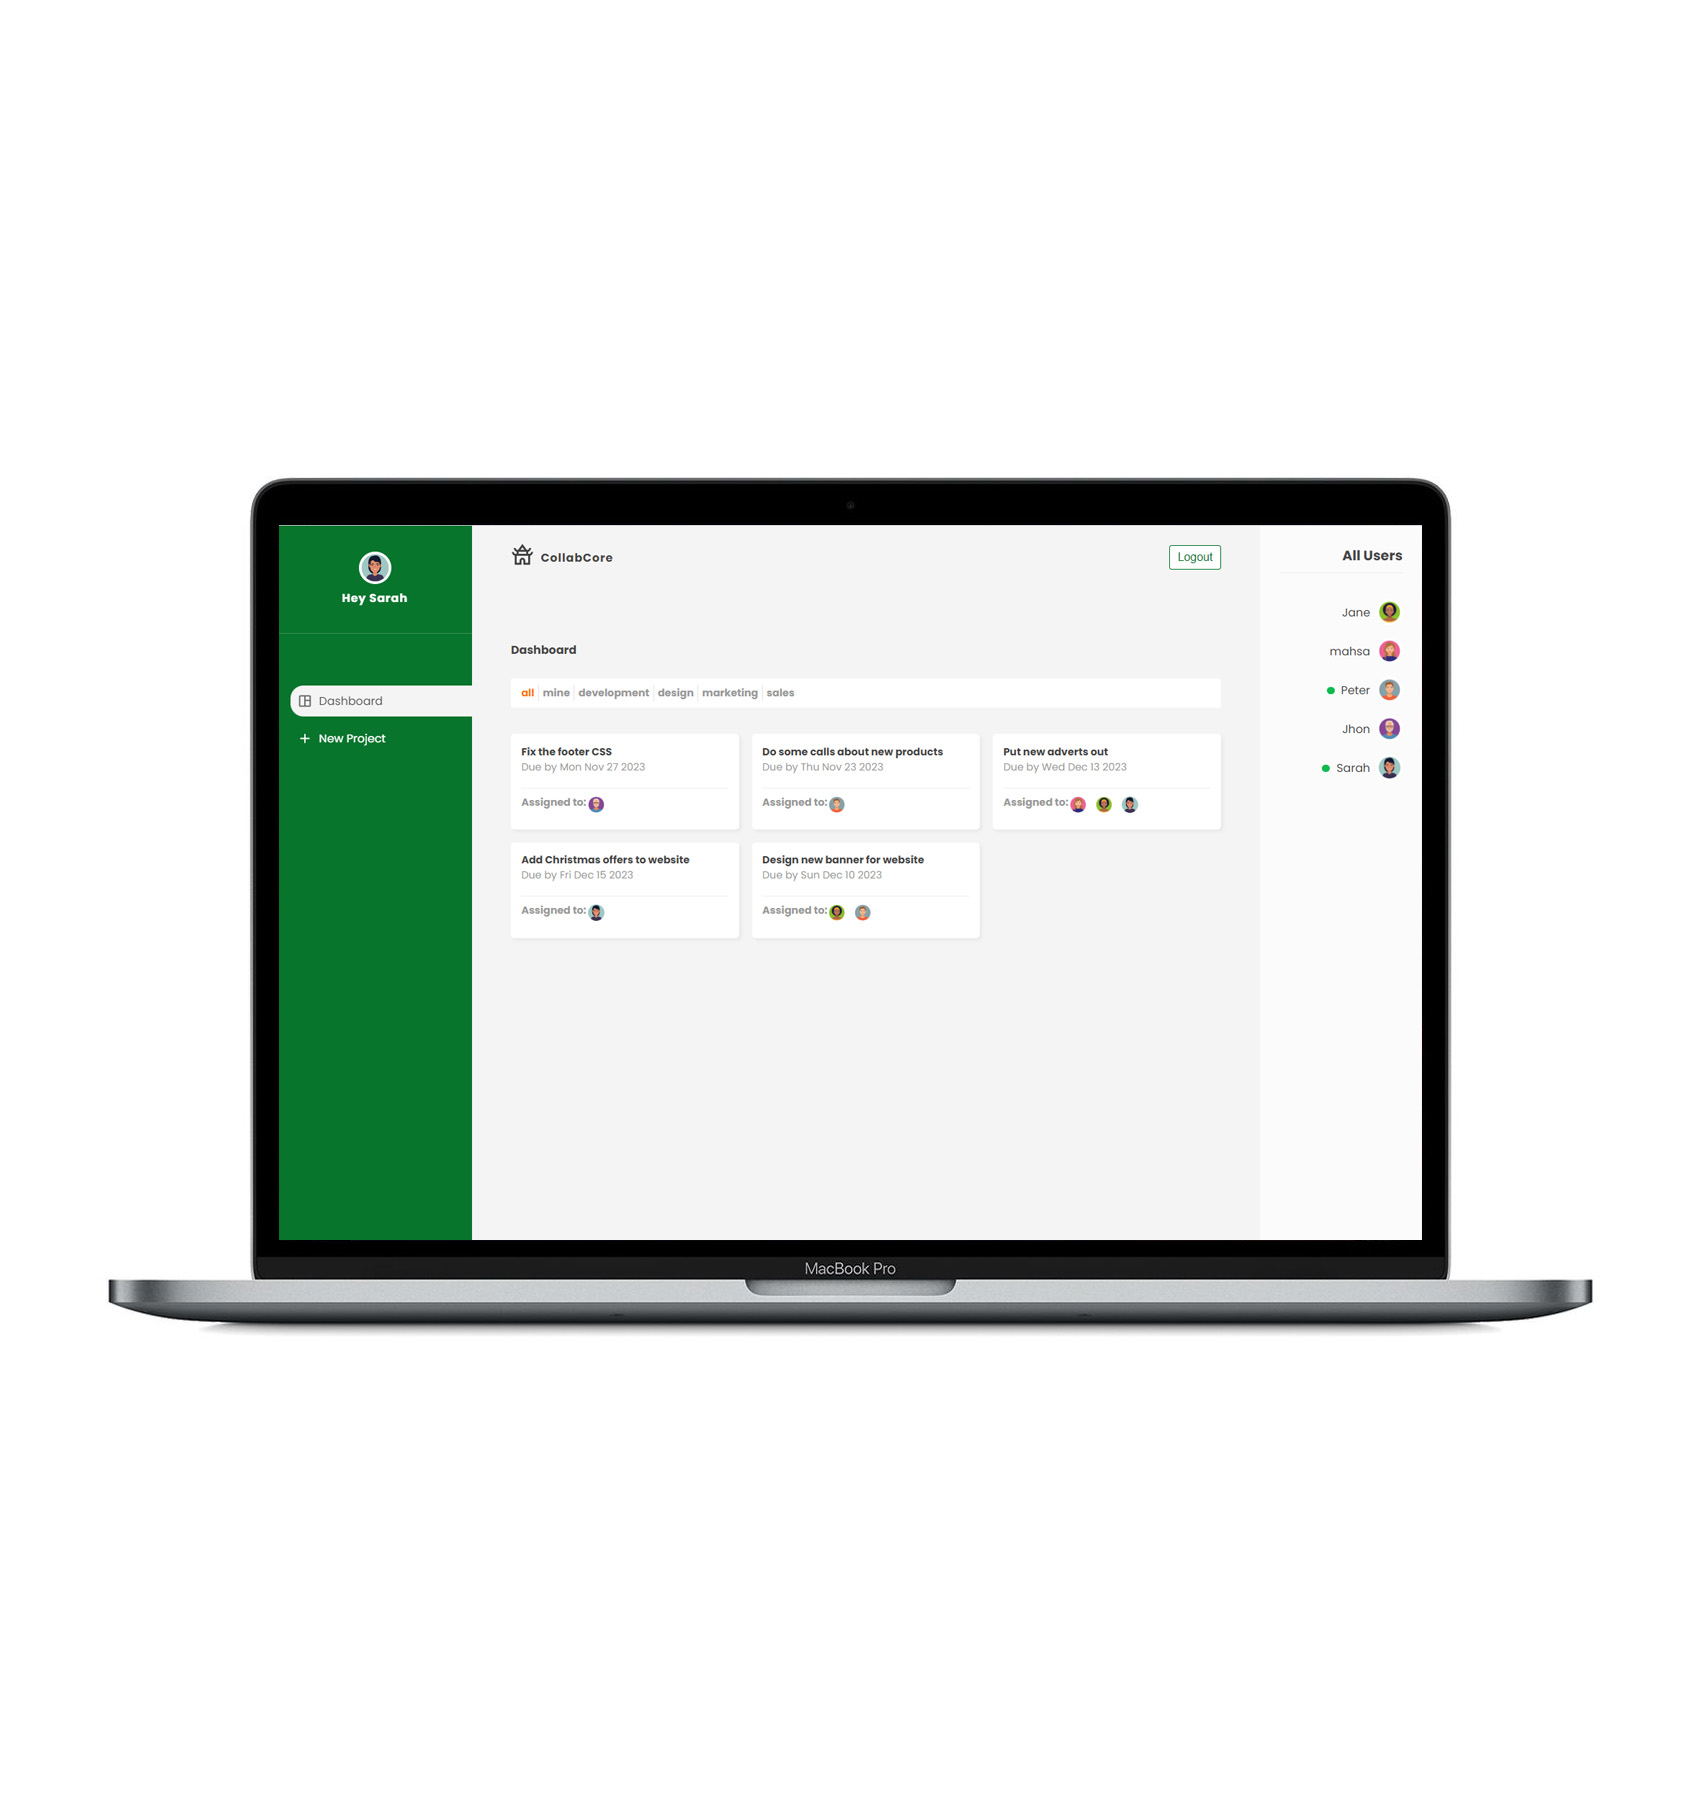 Hey Sarah
Dashboard
New Project
CollabCore
Logout
Dashboard
all mine development design marketing sales
Fix the footer CSS
Due by Mon Nov 27 2023
Assigned to:
Do some calls about new products
Due by Thu Nov 23 2023
Assigned to:
Put new adverts out
Due by Wed Dec 13 2023
Assigned to:
Add Christmas offers to website
Due by Fri Dec 15 2023
Assigned to:
Design new banner for website
Due by Sun Dec 10 2023
Assigned to:
All Users
Jane
mahsa
Peter
Jhon
Sarah
MacBook Pro